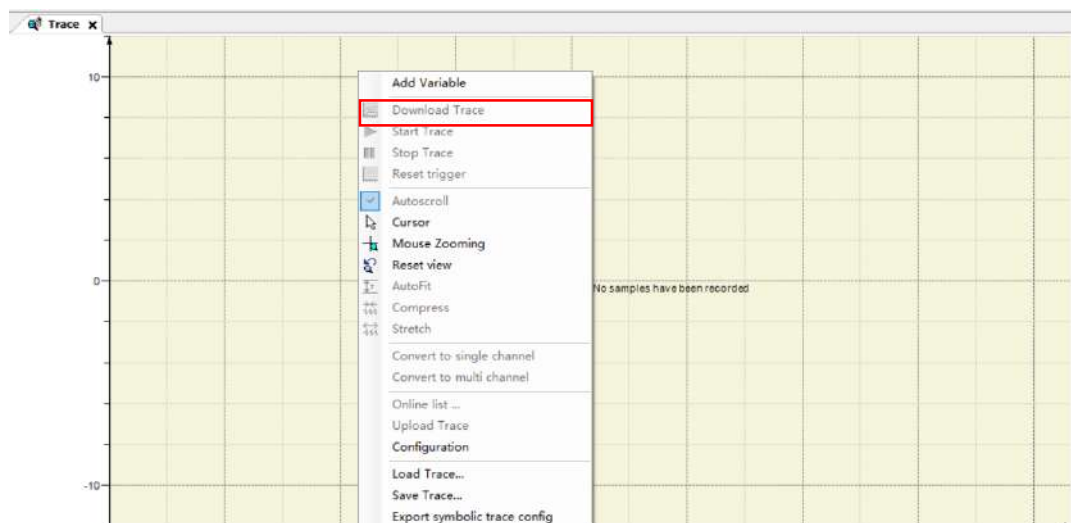 Trace x
10
Add Variable
Download Trace
Start Trace
Stop Trace
Reset trigger
Autoscroll
Cursor
Mouse Zooming
Reset view
0
AutoFit
No samples have been recorded
Compress
Stretch
Convert to single channel
Convert to multi channel
Online list ...
Upload Trace
Configuration
Load Trace...
-10
Save Trace...
Export symbolic trace config